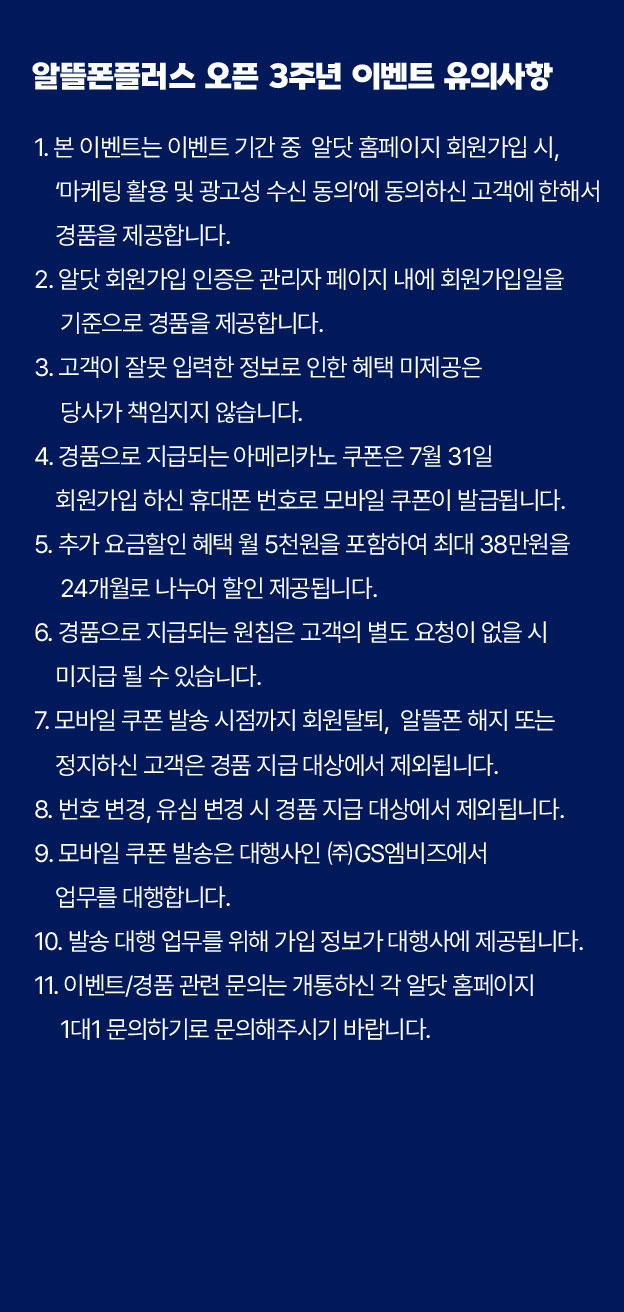 알뜰폰플러스 오픈 3주년 이벤트 유의사항
1. 본 이벤트는 이벤트 기간 중 알닷 홈페이지 회원가입 시,
'마케팅 활용 및 광고성 수신 동의'에 동의하신 고객에 한해서
경품을 제공합니다.
2. 알닷 회원가입 인증은 관리자 페이지 내에 회원가입일을
기준으로 경품을 제공합니다.
3. 고객이 잘못 입력한 정보로 인한 혜택 미제공은
당사가 책임지지 않습니다.
4. 경품으로 지급되는 아메리카노 쿠폰은 7월 31일
회원가입 하신 휴대폰 번호로 모바일 쿠폰이 발급됩니다.
5. 추가 요금할인 혜택 월 5천원을 포함하여 최대 38만원을
24개월로 나누어 할인 제공됩니다.
6. 경품으로 지급되는 원칩은 고객의 별도 요청이 없을 시
미지급 될 수 있습니다.
7. 모바일 쿠폰 발송 시점까지 회원탈퇴, 알뜰폰 해지 또는
정지하신 고객은 경품 지급 대상에서 제외됩니다.
8. 번호 변경, 유심 변경 시 경품 지급 대상에서 제외됩니다.
9. 모바일 쿠폰 발송은 대행사인 ㈜GS엠비즈에서
업무를 대행합니다.
10. 발송 대행 업무를 위해 가입 정보가 대행사에 제공됩니다.
11. 이벤트/경품 관련 문의는 개통하신 각 알닷 홈페이지
1대1 문의하기로 문의해주시기 바랍니다.